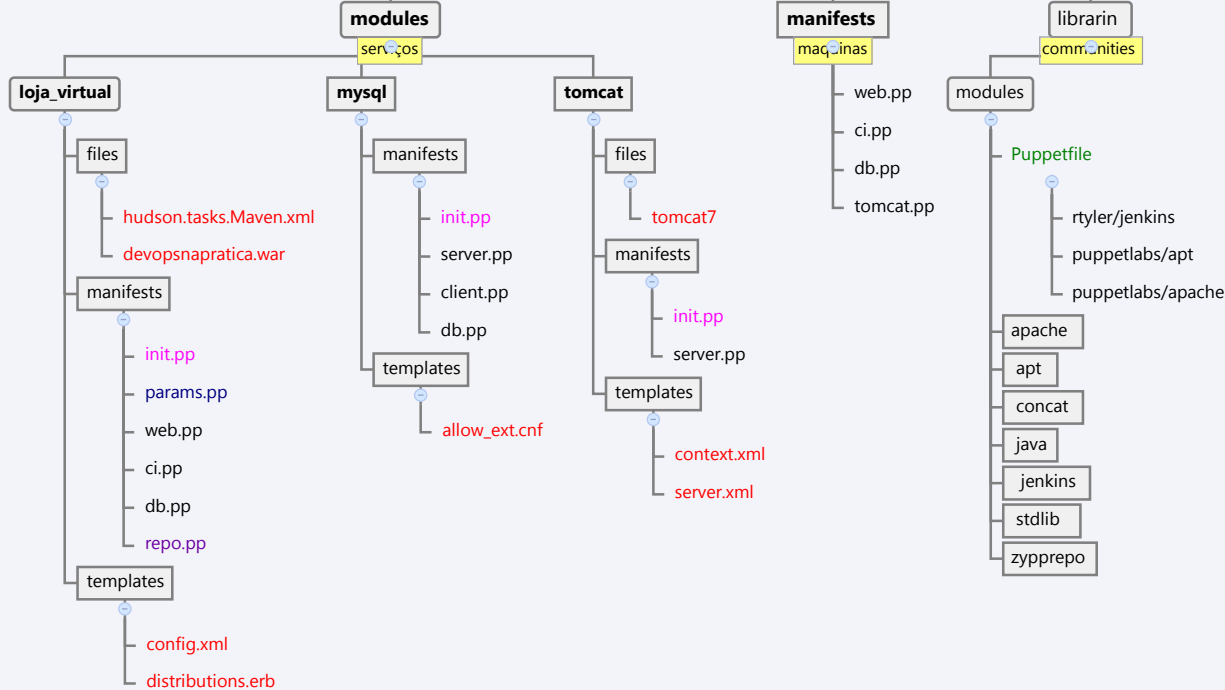 modules
serviços
loja_virtual
files
hudson.tasks.Maven.xml
devopsnapratica.war
manifests
init.pp
params.pp
web.pp
ci.pp
db.pp
repo.pp
templates
config.xml
distributions.erb
mysql
manifests
init.pp
server.pp
client.pp
db.pp
templates
allow_ext.cnf
tomcat
files
tomcat7
manifests
init.pp
server.pp
templates
context.xml
server.xml
manifests
maquinas
web.pp
ci.pp
db.pp
tomcat.pp
librarin
communities
modules
Puppetfile
rtyler/jenkins
puppetlabs/apt
puppetlabs/apache
apache
apt
concat
java
jenkins
stdlib
zypprepo